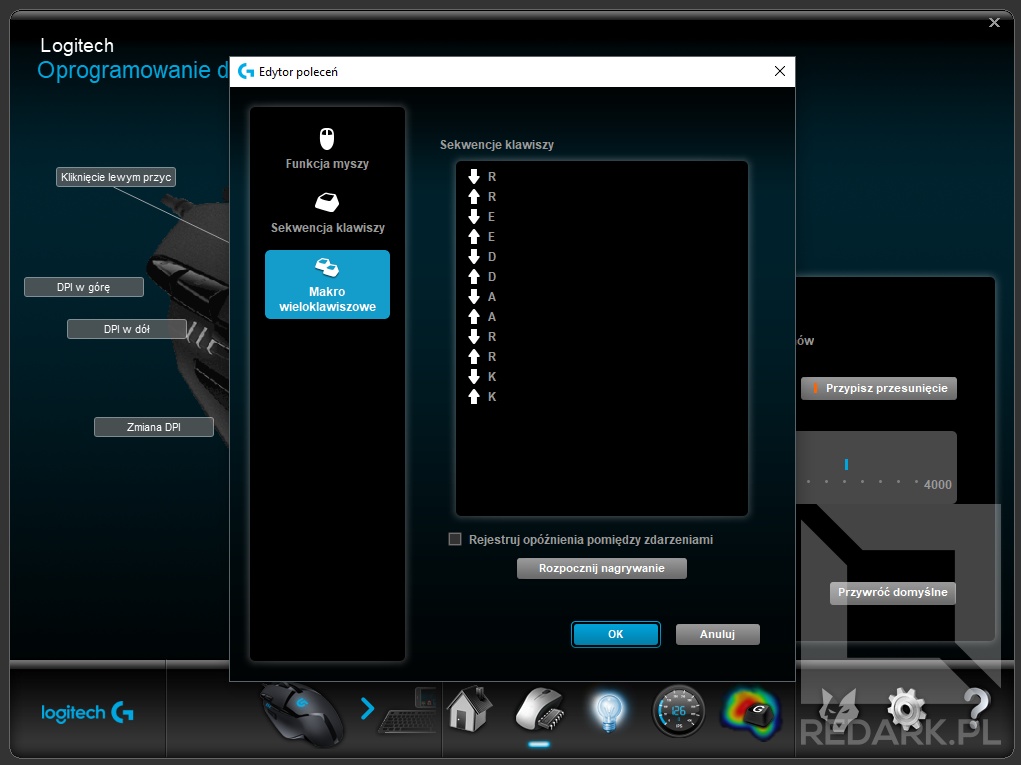 Logitech
Oprogramowanie d
Edytor poleceń
Kliknięcie lewym przyc
DPI w górę
DPI w dół
Zmiana DPI
Funkcja myszy
Sekwencja klawiszy
Makro
wieloklawiszowe
Sekwencje klawiszy
R
R
E
E
D
D
A
A
R
R
K
K
Rejestruj opóźnienia pomiędzy zdarzeniami
Rozpocznij nagrywanie
OK
Anuluj
ów
Przypisz przesunięcie
4000
Przywróć domyślne
logitech G
126
G
?
REDARK.PL